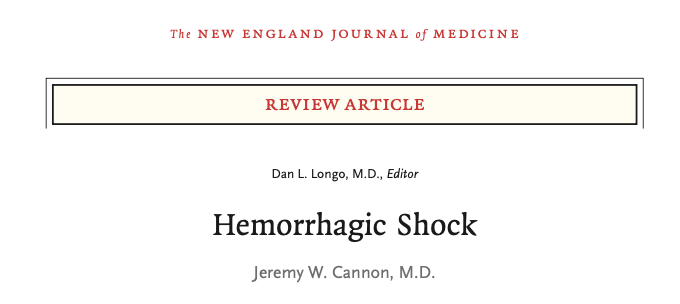 The NEW ENGLAND JOURNAL of MEDICINE
REVIEW ARTICLE
Dan L. Longo, M.D., Editor
Hemorrhagic Shock
Jeremy W. Cannon, M.D.